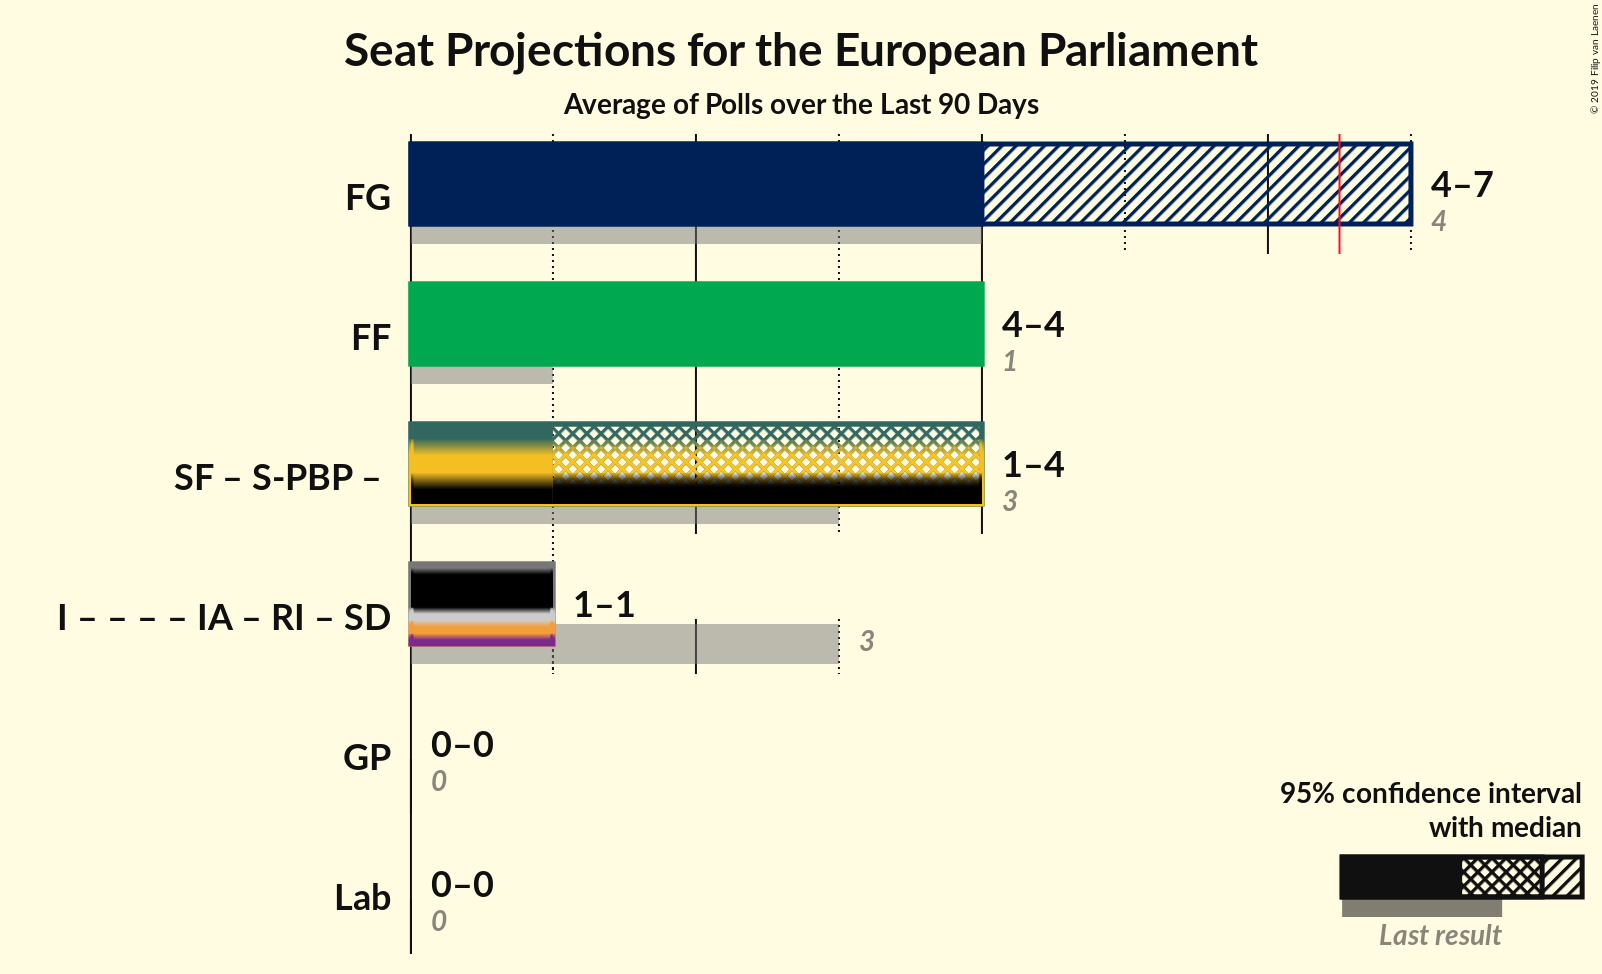 Seat Projections for the European Parliament
Average of Polls over the Last 90 Days
© 2019 Filip van Laenen
FG
4–7
4
FF
4–4
1
SF – S-PBP –
1–4
3
I – – – – IA – RI – SD
1–1
3
GP
0–0
0
Lab
0–0
0
95% confidence interval
with median
Last result